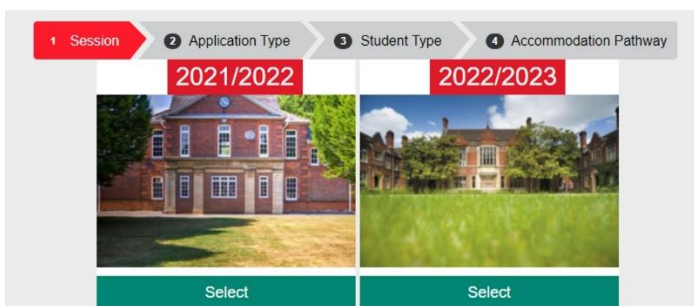 1 Session 2 Application Type 3 Student Type 4 Accommodation Pathway
2021/2022 2022/2023
Select Select